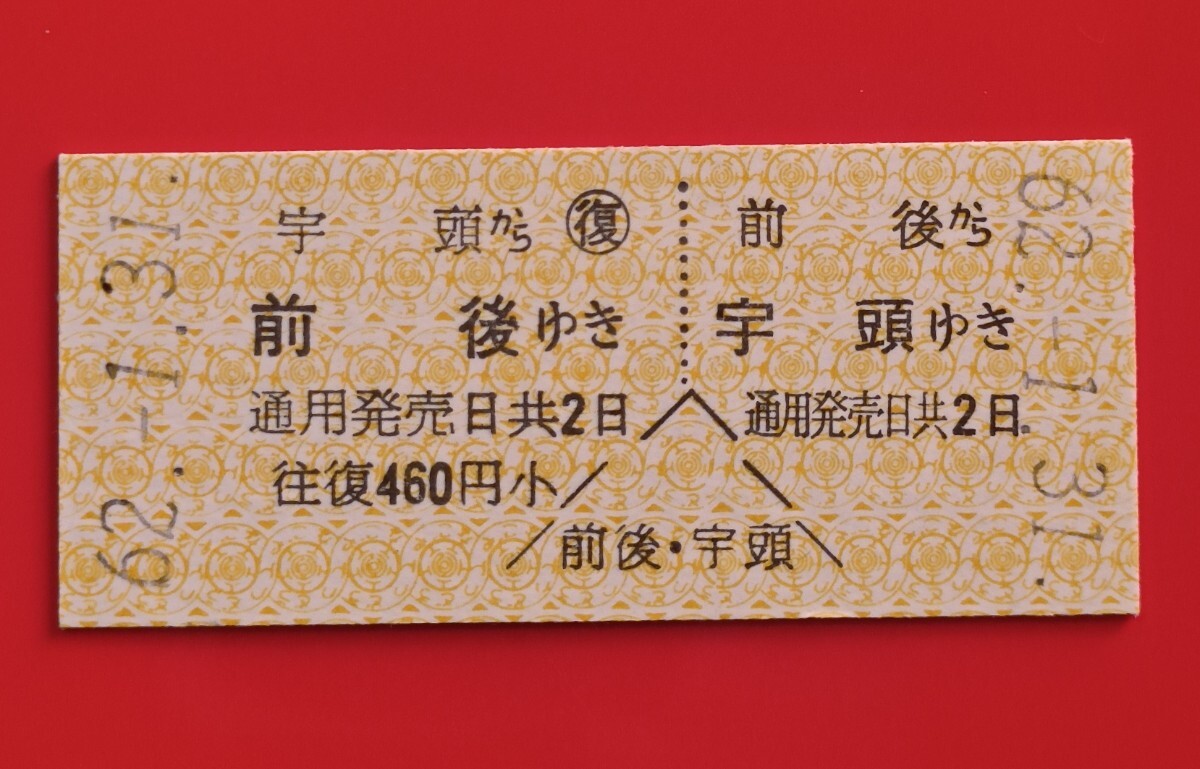 宇頭から ㊝復
前後ゆき
通用発売日共2日
往復460円小
前後から
宇頭ゆき
通用発売日共2日
前後・宇頭
62.-1.31.
62.-1.31.